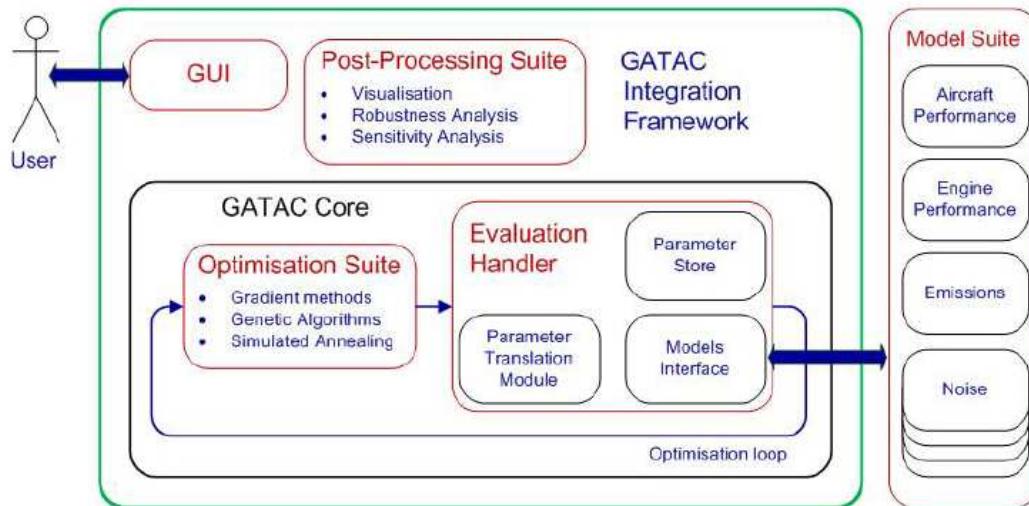 User
GUI
Post-Processing Suite
• Visualisation
• Robustness Analysis
• Sensitivity Analysis
GATAC
Integration
Framework
GATAC Core
Optimisation Suite
• Gradient methods
• Genetic Algorithms
• Simulated Annealing
Evaluation
Handler
Parameter
Store
Parameter
Translation
Module
Models
Interface
Optimisation loop
Model Suite
Aircraft
Performance
Engine
Performance
Emissions
Noise